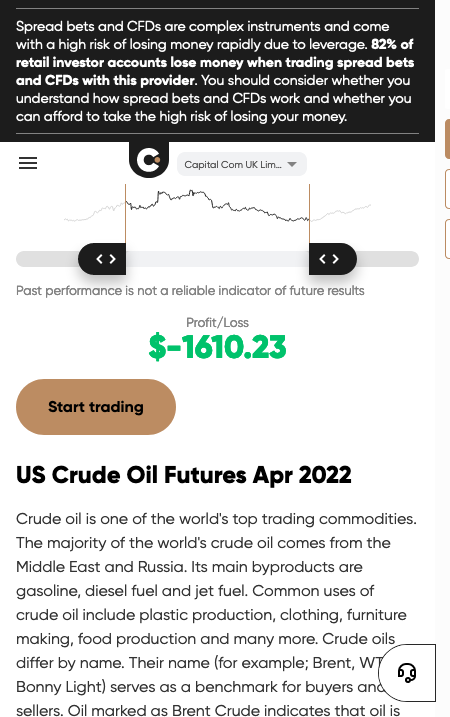 Spread bets and CFDs are complex instruments and come
with a high risk of losing money rapidly due to leverage. 82% of
retail investor accounts lose money when trading spread bets
and CFDs with this provider. You should consider whether you
understand how spread bets and CFDs work and whether you
can afford to take the high risk of losing your money.
Capital Com UK Lim...
Past performance is not a reliable indicator of future results
Profit/Loss
$-1610.23
Start trading
US Crude Oil Futures Apr 2022
Crude oil is one of the world's top trading commodities.
The majority of the world's crude oil comes from the
Middle East and Russia. Its main byproducts are
gasoline, diesel fuel and jet fuel. Common uses of
crude oil include plastic production, clothing, furniture
making, food production and many more. Crude oils
differ by name. Their name (for example; Brent, WT
Bonny Light) serves as a benchmark for buyers and
sellers. Oil marked as Brent Crude indicates that oil is